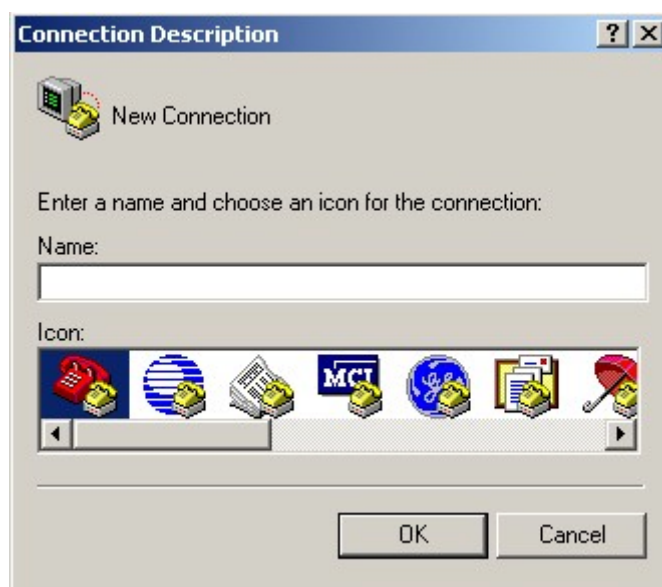 Connection Description
New Connection
Enter a name and choose an icon for the connection:
Name:
Icon:
MCI
OK
Cancel